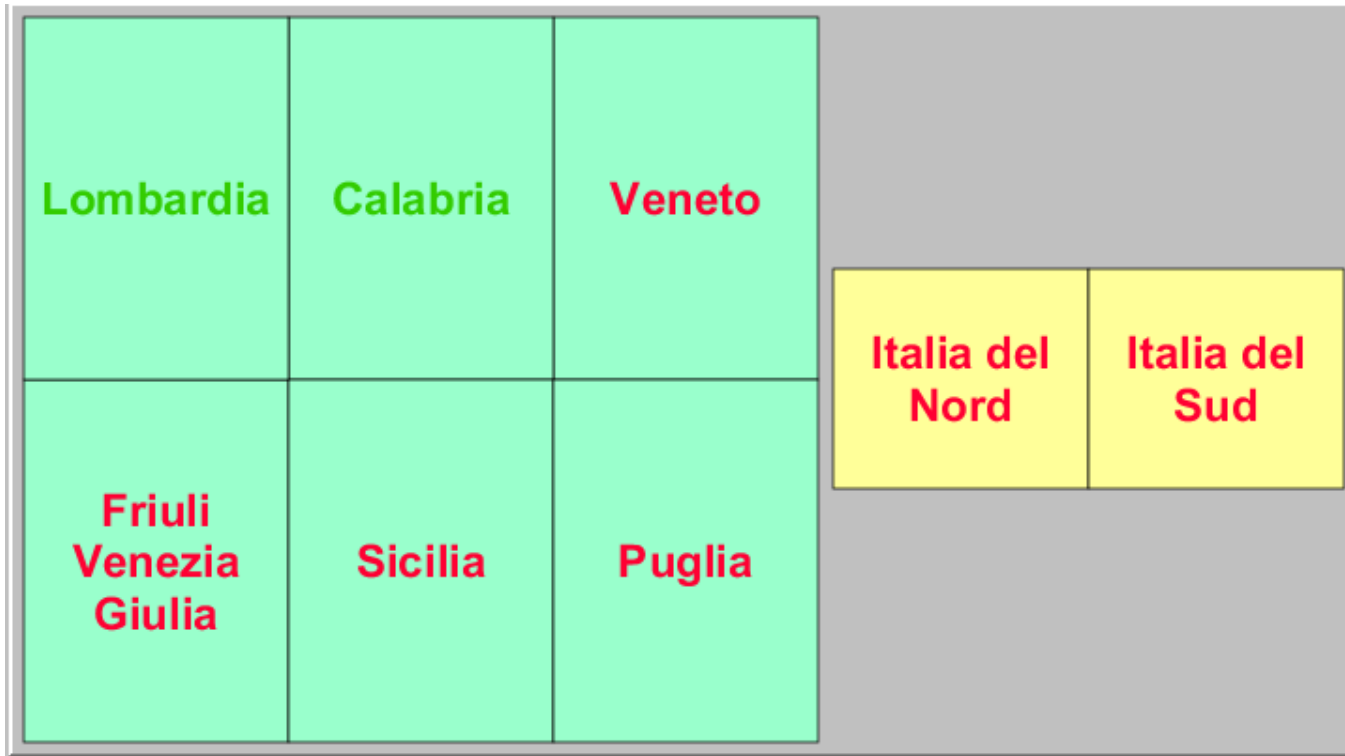 Lombardia
Calabria
Veneto
Italia del
Nord
Italia del
Sud
Friuli
Venezia
Giulia
Sicilia
Puglia